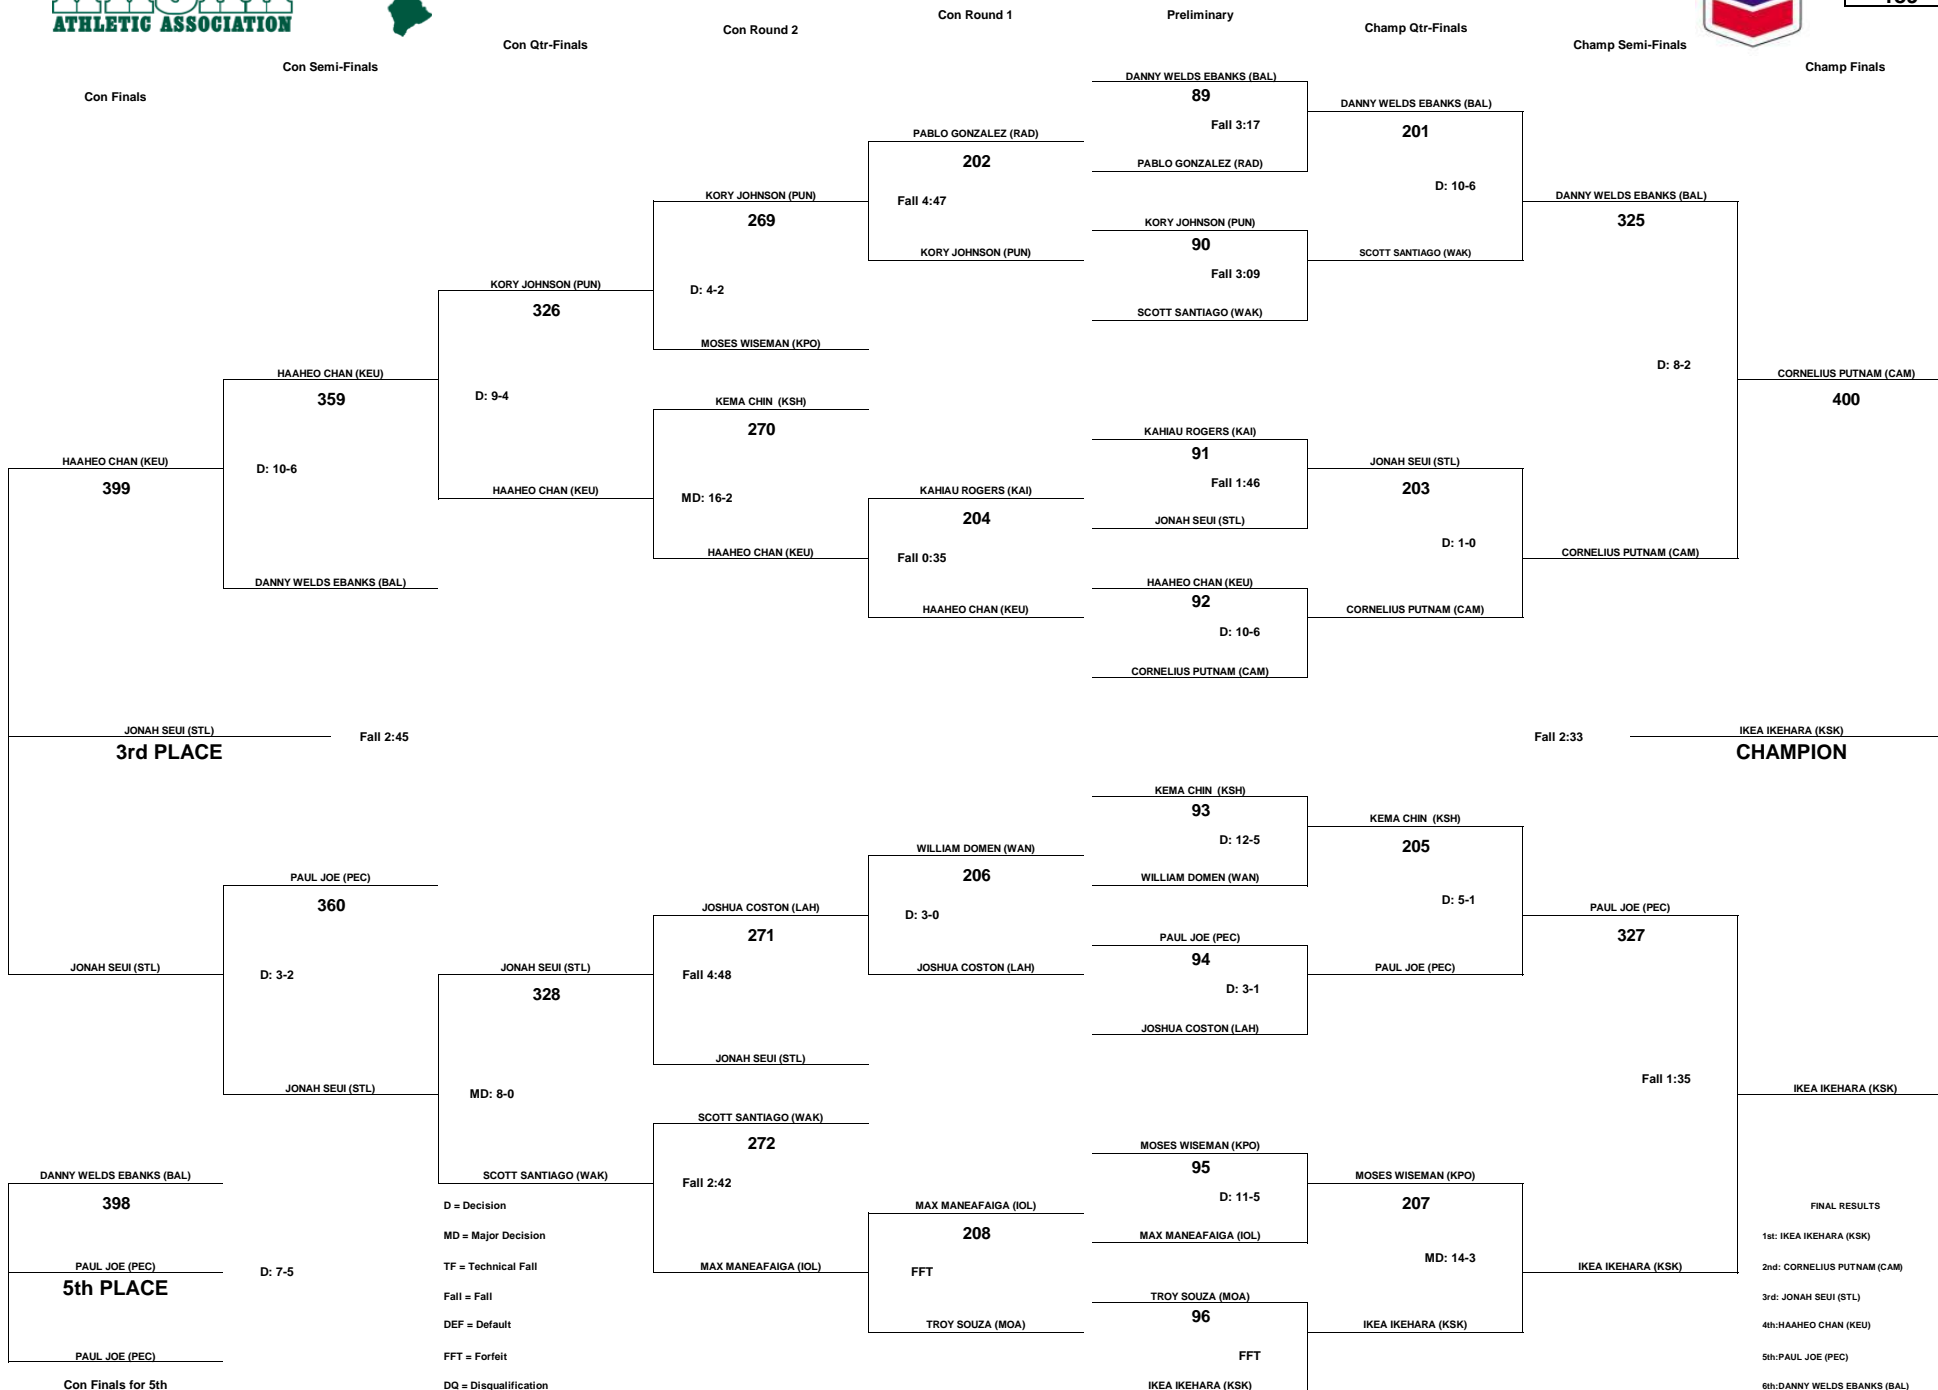 ATHLETIC ASSOCIATION
Con Finals
Con Semi-Finals
Con Qtr-Finals
Con Round 2
Con Round 1
Preliminary
Champ Qtr-Finals
Champ Semi-Finals
Champ Finals
DANNY WELDS EBANKS (BAL)
89
Fall 3:17
PABLO GONZALEZ (RAD)
KORY JOHNSON (PUN)
90
Fall 3:09
SCOTT SANTIAGO (WAK)
KAHIAU ROGERS (KAI)
91
Fall 1:46
JONAH SEUI (STL)
HAAHEO CHAN (KEU)
92
D: 10-6
CORNELIUS PUTNAM (CAM)
KEMA CHIN (KSH)
93
D: 12-5
WILLIAM DOMEN (WAN)
PAUL JOE (PEC)
94
D: 3-1
JOSHUA COSTON (LAH)
MOSES WISEMAN (KPO)
95
D: 11-5
MAX MANEAFAIGA (IOL)
TROY SOUZA (MOA)
96
FFT
IKEA IKEHARA (KSK)
DANNY WELDS EBANKS (BAL)
201
D: 10-6
SCOTT SANTIAGO (WAK)
JONAH SEUI (STL)
203
D: 1-0
CORNELIUS PUTNAM (CAM)
KEMA CHIN (KSH)
205
D: 5-1
PAUL JOE (PEC)
MOSES WISEMAN (KPO)
207
MD: 14-3
IKEA IKEHARA (KSK)
DANNY WELDS EBANKS (BAL)
325
D: 8-2
CORNELIUS PUTNAM (CAM)
PAUL JOE (PEC)
327
Fall 1:35
IKEA IKEHARA (KSK)
CORNELIUS PUTNAM (CAM)
400
Fall 2:33
IKEA IKEHARA (KSK)
CHAMPION
IKEA IKEHARA (KSK)
PABLO GONZALEZ (RAD)
202
Fall 4:47
KORY JOHNSON (PUN)
KAHIAU ROGERS (KAI)
204
Fall 0:35
HAAHEO CHAN (KEU)
WILLIAM DOMEN (WAN)
206
D: 3-0
JOSHUA COSTON (LAH)
MAX MANEAFAIGA (IOL)
208
FFT
TROY SOUZA (MOA)
KORY JOHNSON (PUN)
269
D: 4-2
MOSES WISEMAN (KPO)
KEMA CHIN (KSH)
270
MD: 16-2
HAAHEO CHAN (KEU)
JOSHUA COSTON (LAH)
271
Fall 4:48
JONAH SEUI (STL)
SCOTT SANTIAGO (WAK)
272
Fall 2:42
MAX MANEAFAIGA (IOL)
KORY JOHNSON (PUN)
326
D: 9-4
HAAHEO CHAN (KEU)
JONAH SEUI (STL)
328
MD: 8-0
SCOTT SANTIAGO (WAK)
HAAHEO CHAN (KEU)
359
D: 10-6
DANNY WELDS EBANKS (BAL)
PAUL JOE (PEC)
360
D: 3-2
JONAH SEUI (STL)
HAAHEO CHAN (KEU)
399
JONAH SEUI (STL)
3rd PLACE
Fall 2:45
JONAH SEUI (STL)
DANNY WELDS EBANKS (BAL)
398
PAUL JOE (PEC)
5th PLACE
D: 7-5
PAUL JOE (PEC)
Con Finals for 5th
D = Decision
MD = Major Decision
TF = Technical Fall
Fall = Fall
DEF = Default
FFT = Forfeit
DQ = Disqualification
FINAL RESULTS
1st: IKEA IKEHARA (KSK)
2nd: CORNELIUS PUTNAM (CAM)
3rd: JONAH SEUI (STL)
4th:HAAHEO CHAN (KEU)
5th:PAUL JOE (PEC)
6th:DANNY WELDS EBANKS (BAL)